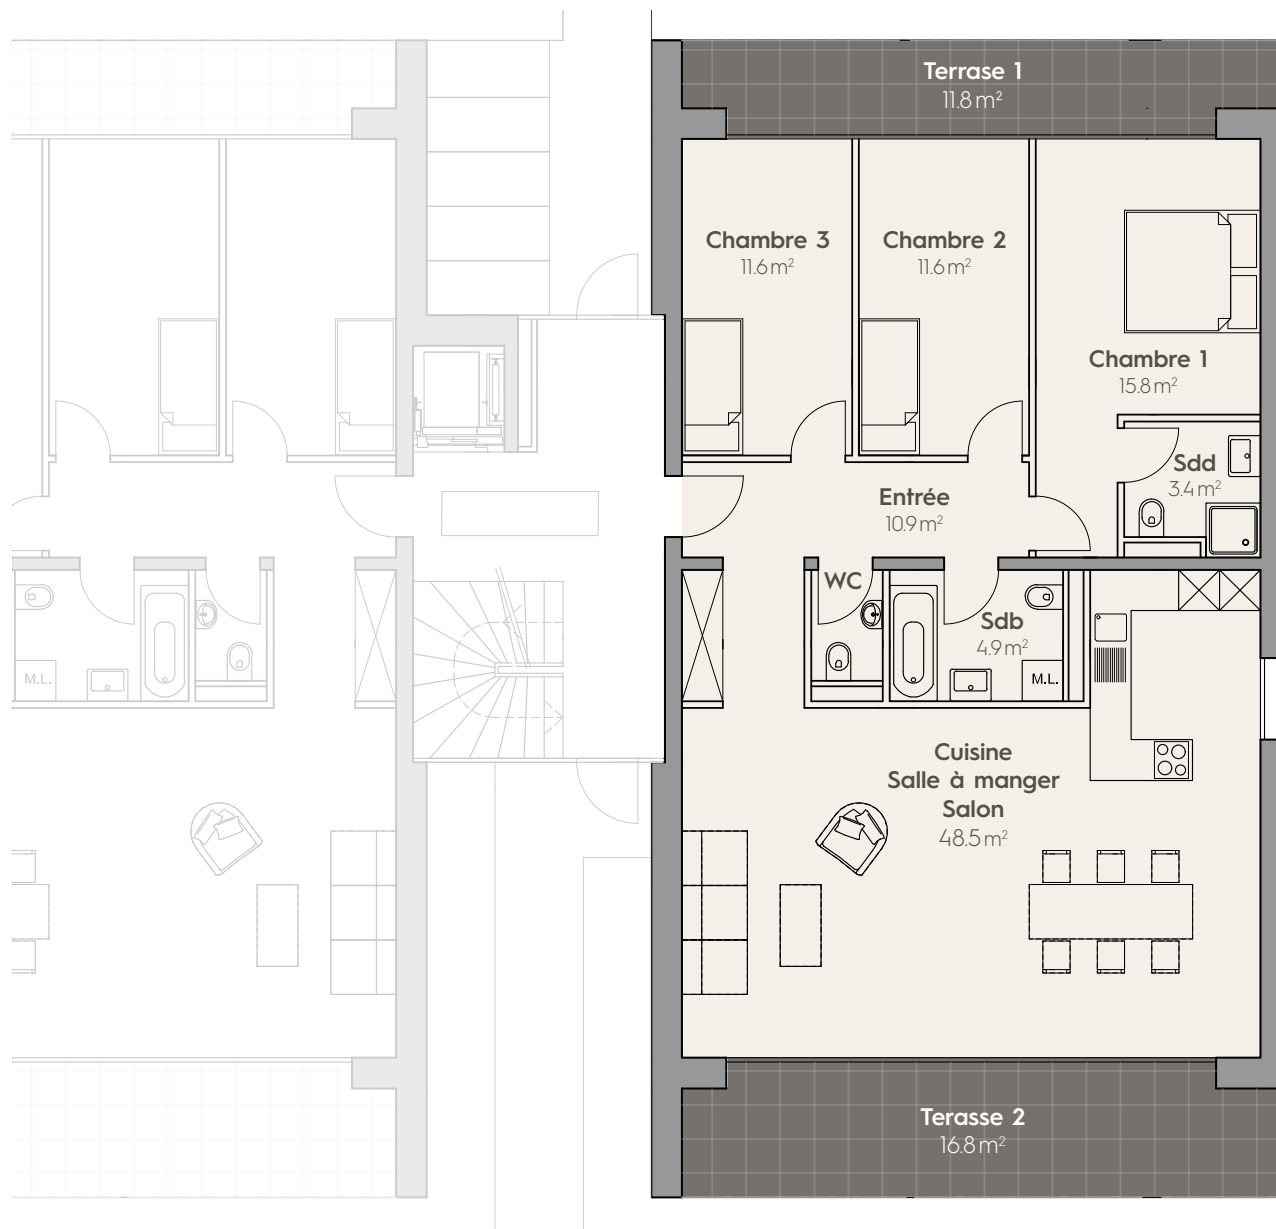 Terrase 1
11.8 m²
Chambre 3
11.6 m²
Chambre 2
11.6 m²
Chambre 1
15.8 m²
Sdd
3.4 m²
Entrée
10.9 m²
WC
Sdb
4.9 m²
M.L.
M.L.
Cuisine
Salle à manger
Salon
48.5 m²
Terasse 2
16.8 m²